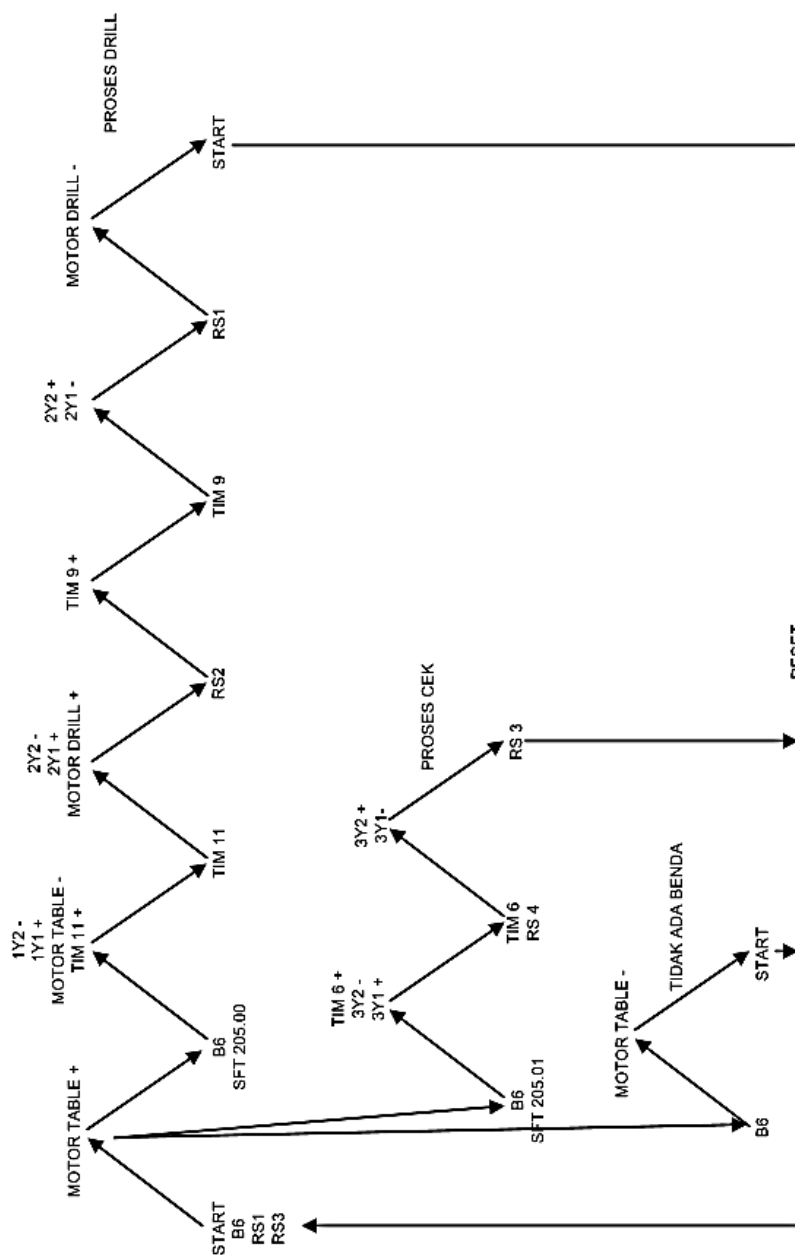 PROSES DRILL
MOTOR TABLE +
B6
SFT 205.00
1Y2 -
1Y1 +
MOTOR TABLE -
TIM 11 +
TIM 11
2Y2 -
2Y1 +
MOTOR DRILL +
RS2
TIM 9 +
TIM 9
2Y2 +
2Y1 -
RS1
MOTOR DRILL -
START
START
B6
RS1
RS3
B6
SFT 205.01
TIM 6 +
3Y2 -
3Y1 +
TIM 6
RS 4
3Y2 +
3Y1-
RS 3
PROSES CEK
B6
MOTOR TABLE -
START
TIDAK ADA BENDA